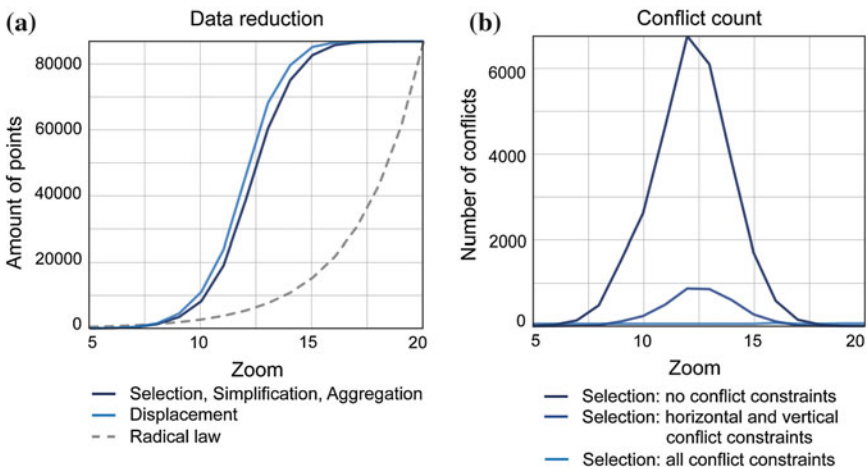 (a)
Data reduction
Amount of points
80000
60000
40000
20000
0
5
10
15
20
Zoom
Selection, Simplification, Aggregation
Displacement
Radical law
(b)
Conflict count
Number of conflicts
6000
4000
2000
0
5
10
15
20
Zoom
Selection: no conflict constraints
Selection: horizontal and vertical
conflict constraints
Selection: all conflict constraints